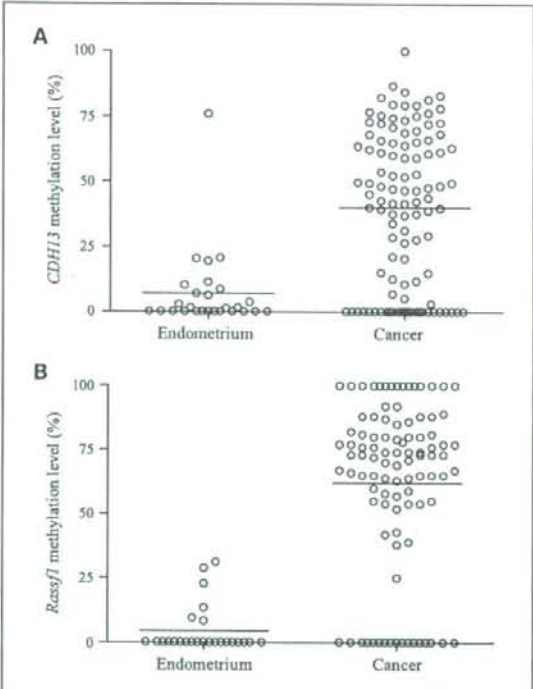 A
100
75
50
25
0
CDH13 methylation level (%)
Endometrium
Cancer
B
100
75
50
25
0
Rassf1 methylation level (%)
Endometrium
Cancer